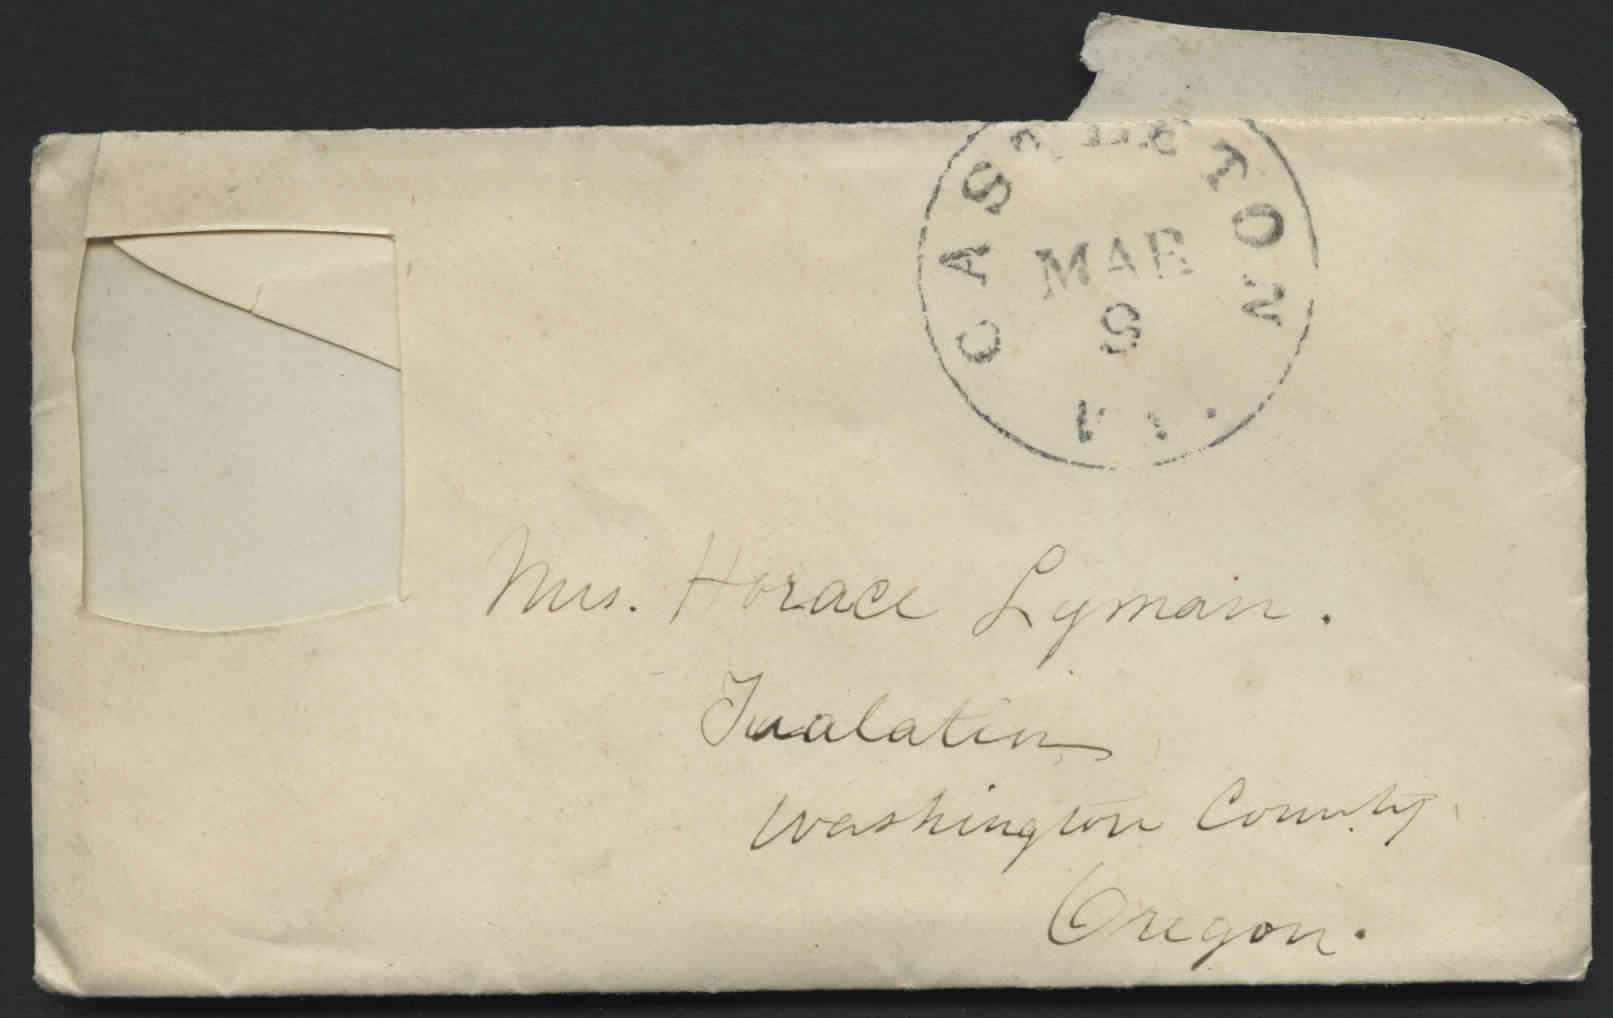 CASTLETON
MAR
9
VT.
Mrs. Horace Lyman.
Tualatin
Washington County
Oregon.